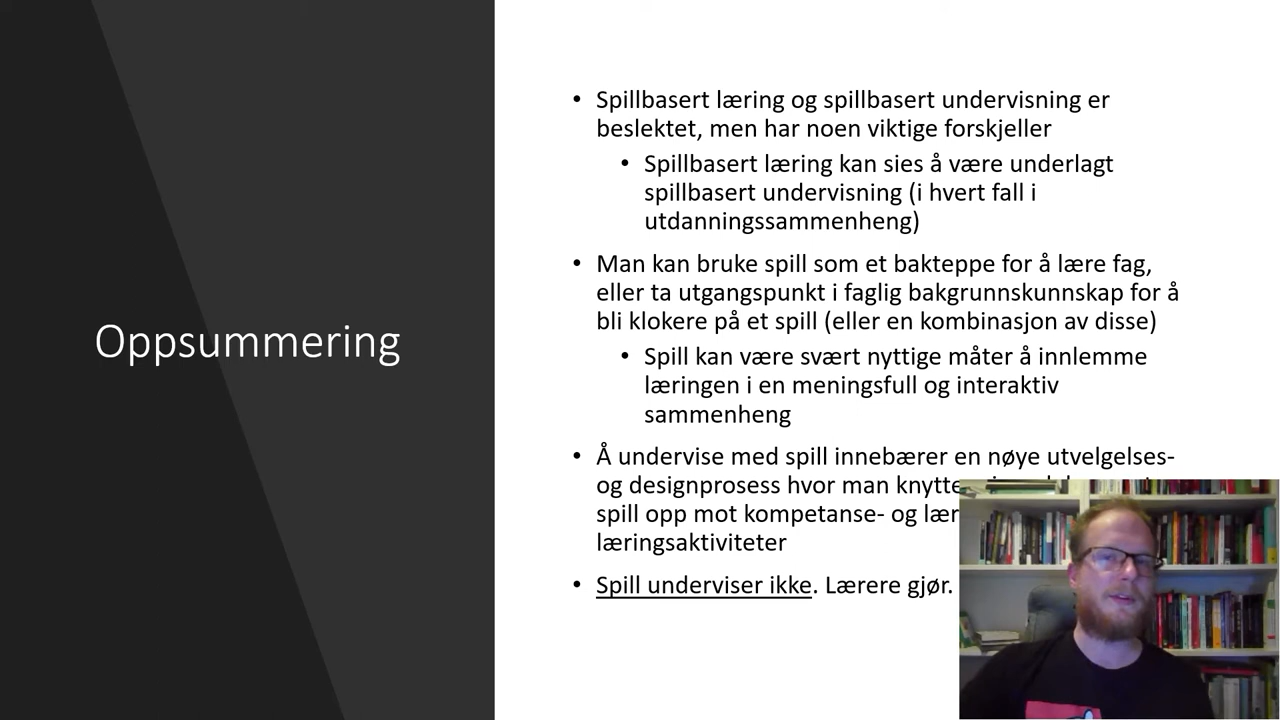 Oppsummering
• Spillbasert læring og spillbasert undervisning er
beslektet, men har noen viktige forskjeller
• Spillbasert læring kan sies å være underlagt
spillbasert undervisning (i hvert fall i
utdanningssammenheng)
• Man kan bruke spill som et bakteppe for å lære fag,
eller ta utgangspunkt i faglig bakgrunnskunnskap for å
bli klokere på et spill (eller en kombinasjon av disse)
• Spill kan være svært nyttige måter å innlemme
læringen i en meningsfull og interaktiv
sammenheng
• Å undervise med spill innebærer en nøye utvelgelses-
og designprosess hvor man
spill opp mot kompetanse- og
læringsaktiviteter
• Spill underviser ikke. Lærere gjør.